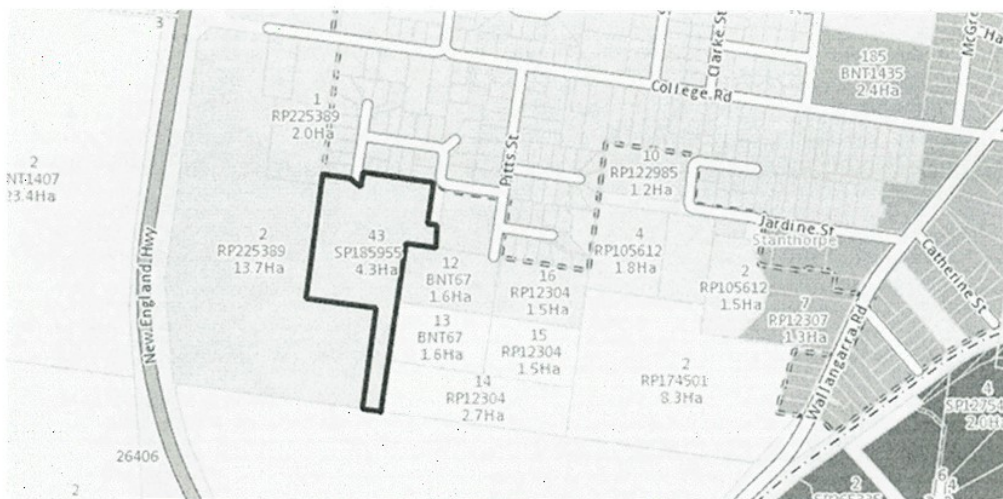 3
1
RP225389
2.0Ha
2
13.4Ha
2
RP225389
13.7Ha
43
SP185955
4.3Ha
12
BNT67
1.6Ha
13
BNT67
1.6Ha
14
RP12304
2.7Ha
15
RP12304
1.5Ha
16
RP12304
1.5Ha
4
RP105612
1.8Ha
10
RP122985
1.2Ha
2
RP105612
1.5Ha
7
RP12307
1.3Ha
2
RP174501
8.3Ha
185
BNT1435
2.4Ha
4
SP12754
2.0Ha
College Rd
Clarke St
Pitts St
Jardine St
Stanthorpe
Catherine St
Wallangarra Rd
New England Hwy
26406
2
2